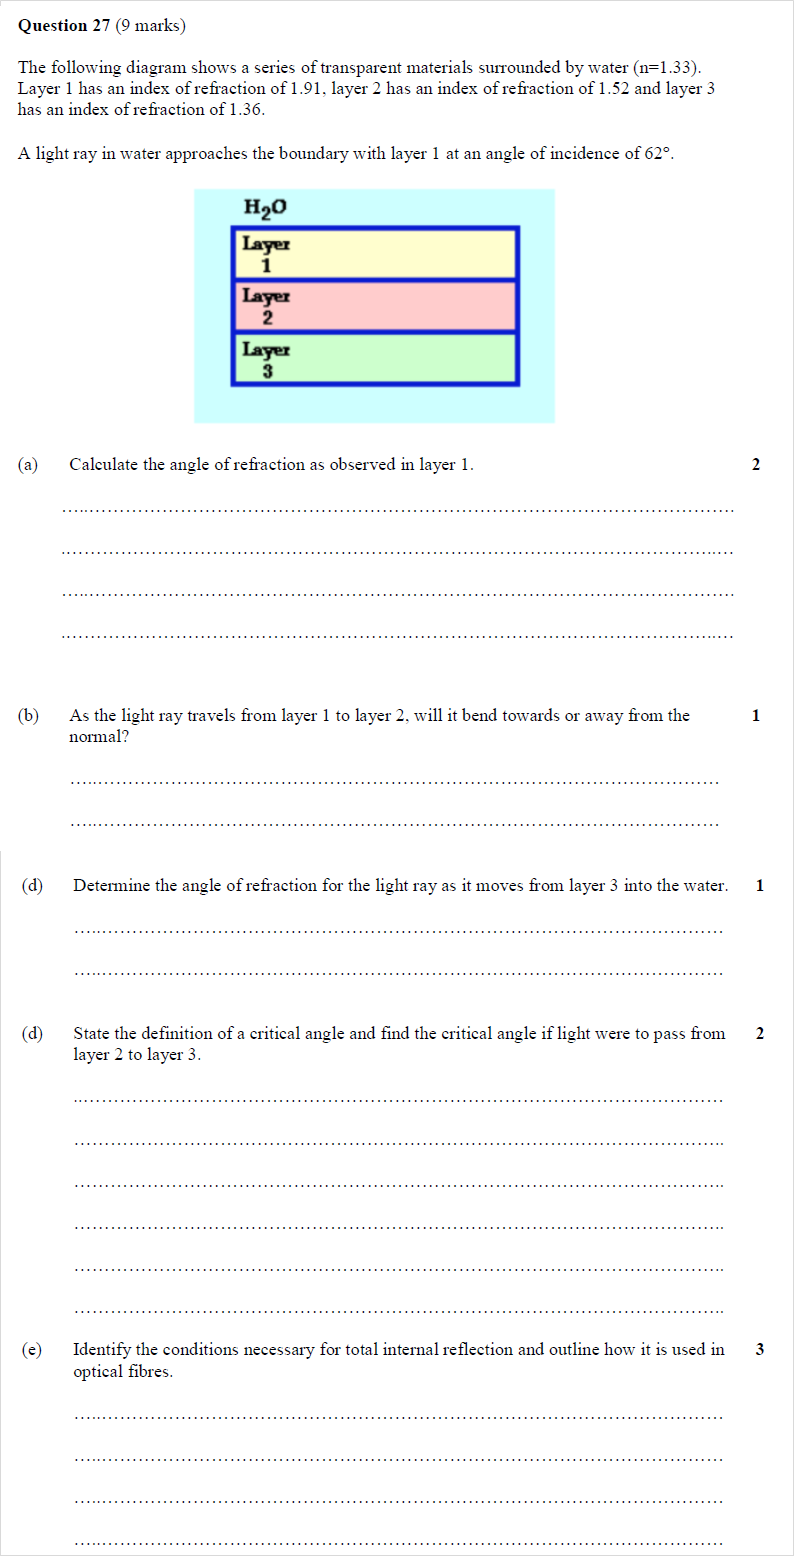 Question 27 (9 marks)
The following diagram shows a series of transparent materials surrounded by water (n=1.33).
Layer 1 has an index of refraction of 1.91, layer 2 has an index of refraction of 1.52 and layer 3
has an index of refraction of 1.36.
A light ray in water approaches the boundary with layer 1 at an angle of incidence of 62°.
H₂O
Layer
1
Layer
2
Layer
3
(a) Calculate the angle of refraction as observed in layer 1. 2
(b) As the light ray travels from layer 1 to layer 2, will it bend towards or away from the 1
normal?
(d) Determine the angle of refraction for the light ray as it moves from layer 3 into the water. 1
(d) State the definition of a critical angle and find the critical angle if light were to pass from 2
layer 2 to layer 3.
(e) Identify the conditions necessary for total internal reflection and outline how it is used in 3
optical fibres.